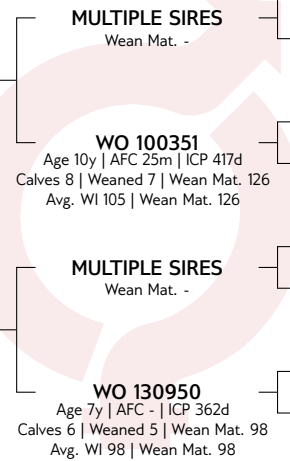 MULTIPLE SIRES
Wean Mat. -
WO 100351
Age 10y | AFC 25m | ICP 417d
Calves 8 | Weaned 7 | Wean Mat. 126
Avg. WI 105 | Wean Mat. 126
MULTIPLE SIRES
Wean Mat. -
WO 130950
Age 7y | AFC - | ICP 362d
Calves 6 | Weaned 5 | Wean Mat. 98
Avg. WI 98 | Wean Mat. 98